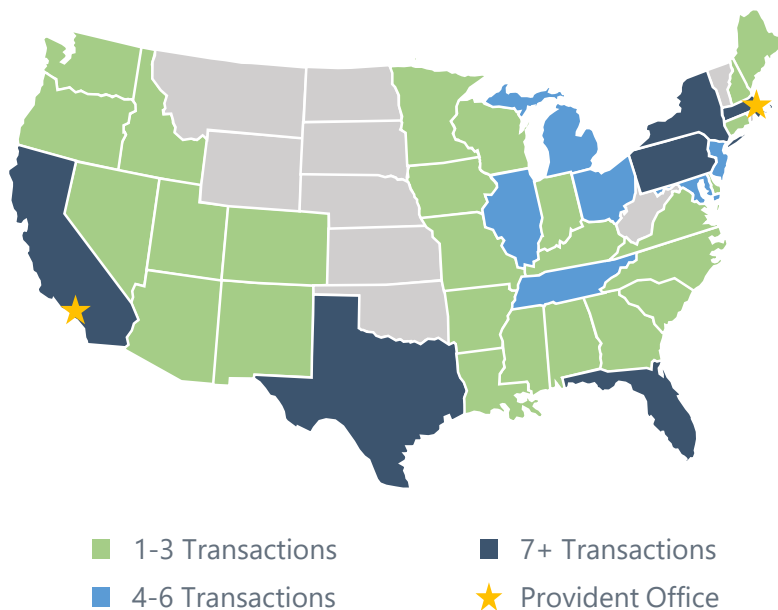 1-3 Transactions
7+ Transactions
4-6 Transactions
Provident Office